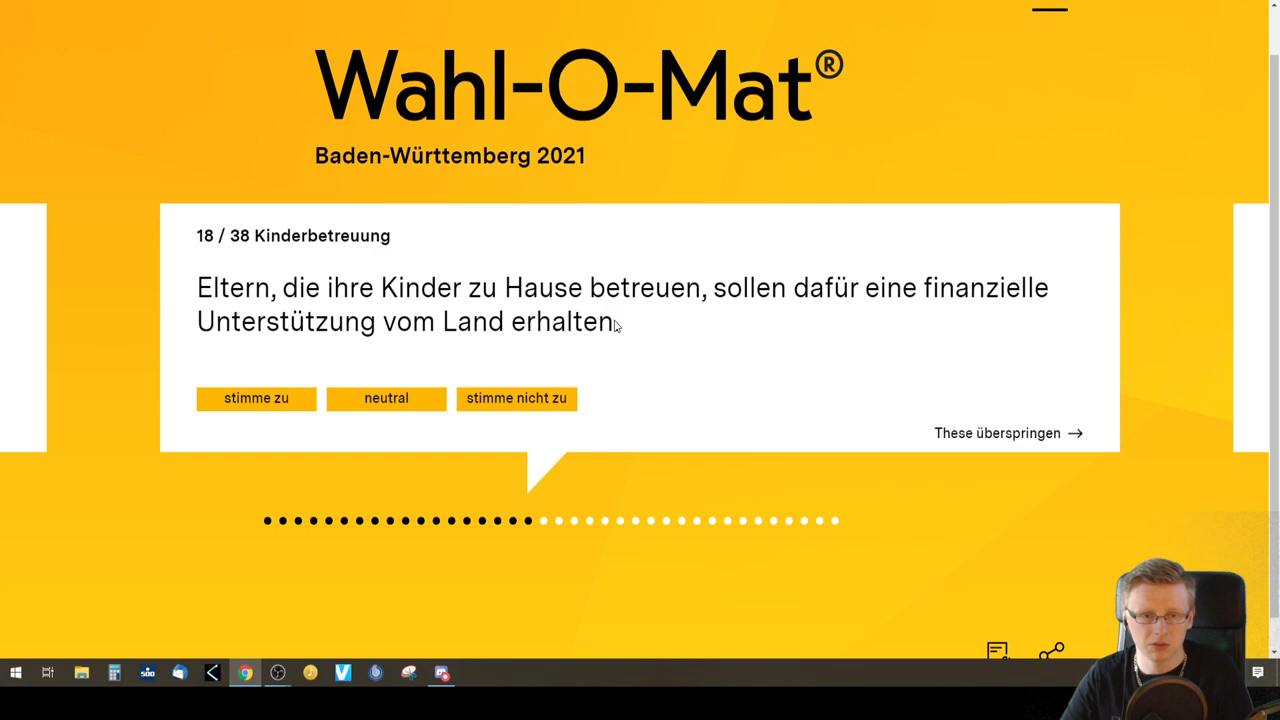 Wahl-O-Mat®
Baden-Württemberg 2021
18 / 38 Kinderbetreuung
Eltern, die ihre Kinder zu Hause betreuen, sollen dafür eine finanzielle
Unterstützung vom Land erhalten.
stimme zu
neutral
stimme nicht zu
These überspringen →
500